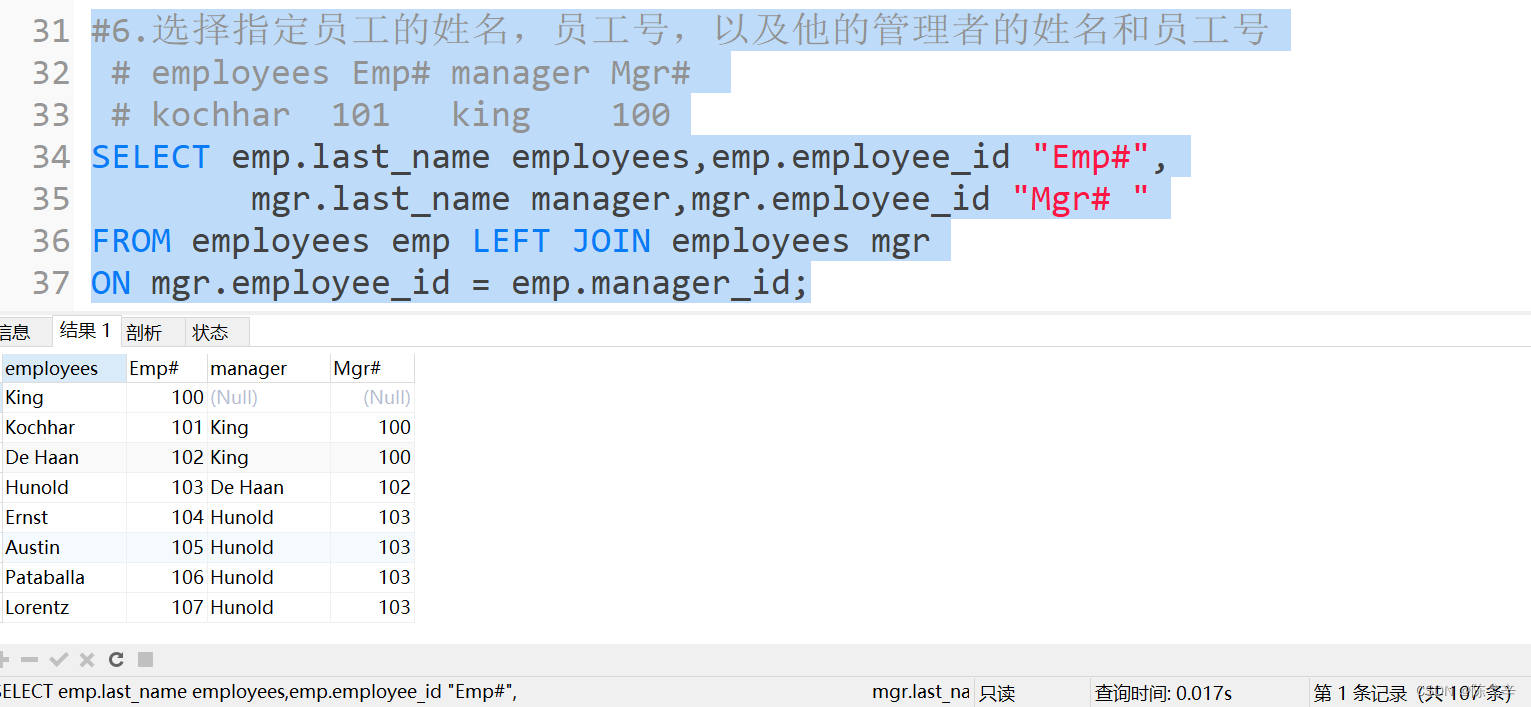 31 #6.选择指定员工的姓名，员工号，以及他的管理者的姓名和员工号
32 # employees Emp# manager Mgr#
33 # kochhar 101 king 100
34 SELECT emp.last_name employees,emp.employee_id "Emp#",
35 mgr.last_name manager,mgr.employee_id "Mgr# "
36 FROM employees emp LEFT JOIN employees mgr
37 ON mgr.employee_id = emp.manager_id;
信息 结果 1 剖析 状态
employees Emp# manager Mgr#
King 100 (Null) (Null)
Kochhar 101 King 100
De Haan 102 King 100
Hunold 103 De Haan 102
Ernst 104 Hunold 103
Austin 105 Hunold 103
Pataballa 106 Hunold 103
Lorentz 107 Hunold 103
SELECT emp.last_name employees,emp.employee_id "Emp#", mgr.last_na 只读 查询时间: 0.017s 第 1 条记录 (共 107 条)